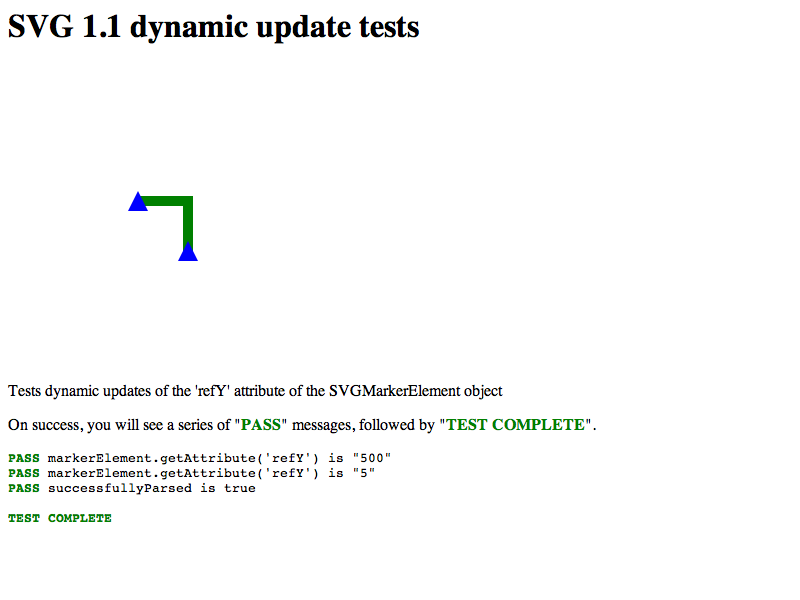 SVG 1.1 dynamic update tests
Tests dynamic updates of the 'refY' attribute of the SVGMarkerElement object
On success, you will see a series of "PASS" messages, followed by "TEST COMPLETE".
PASS markerElement.getAttribute('refY') is "500"
PASS markerElement.getAttribute('refY') is "5"
PASS successfullyParsed is true
TEST COMPLETE